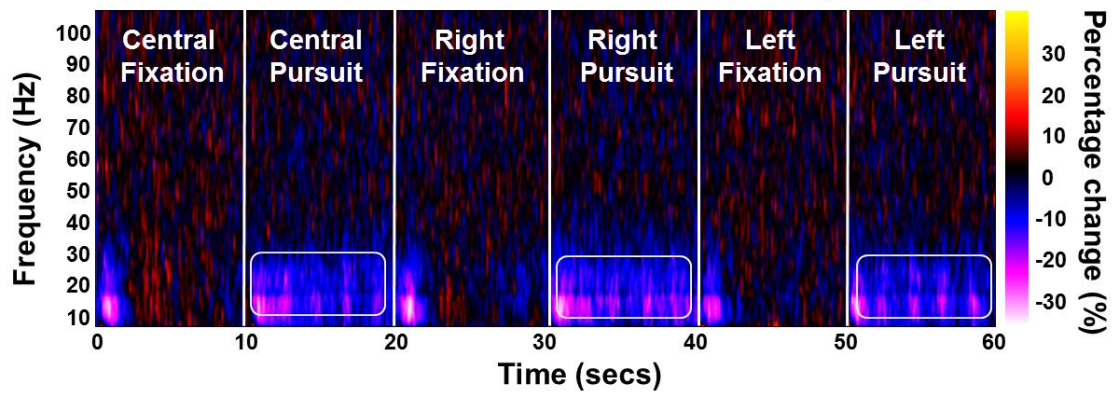 Frequency (Hz)
100
90
80
70
60
50
40
30
20
10
Central
Fixation
Central
Pursuit
Right
Fixation
Right
Pursuit
Left
Fixation
Left
Pursuit
0
10
20
30
40
50
60
Time (secs)
30
20
10
0
-10
-20
-30
Percentage change (%)